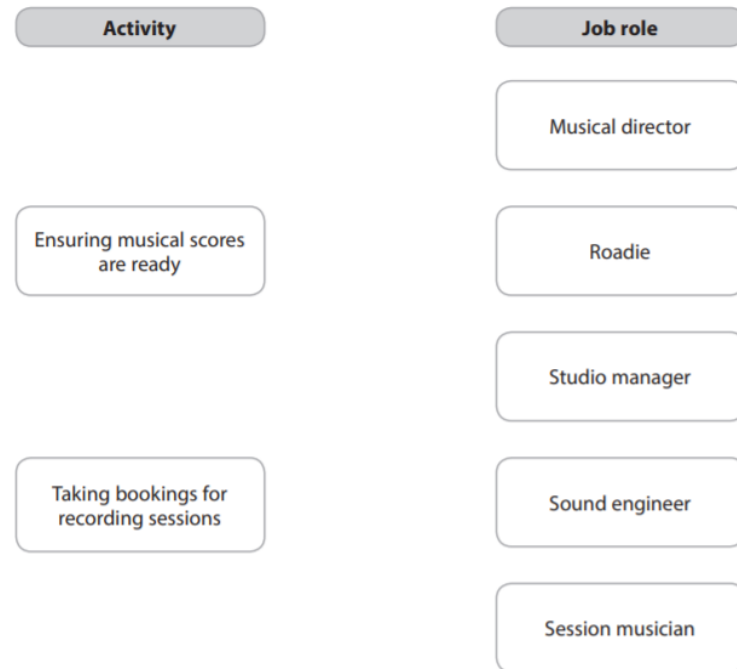 Activity
Job role
Musical director
Ensuring musical scores
are ready
Roadie
Studio manager
Taking bookings for
recording sessions
Sound engineer
Session musician